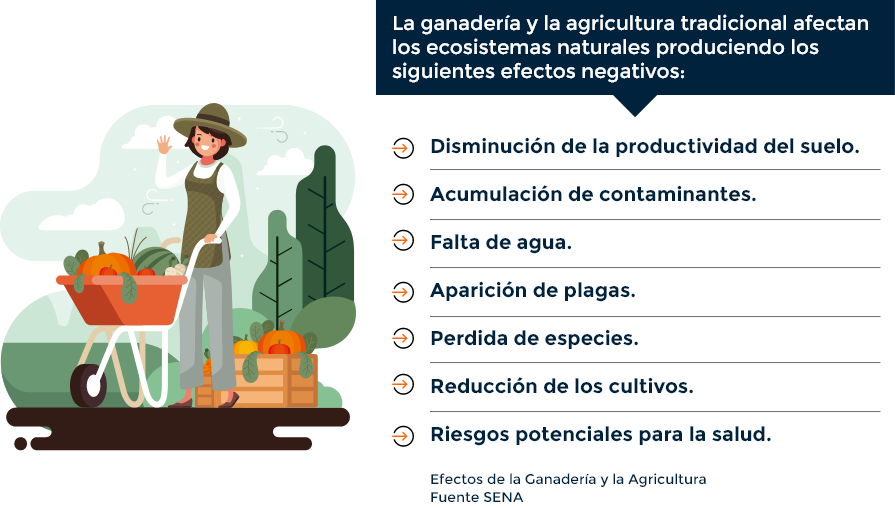 La ganadería y la agricultura tradicional afectan
los ecosistemas naturales produciendo los
siguientes efectos negativos:
Disminución de la productividad del suelo.
Acumulación de contaminantes.
Falta de agua.
Aparición de plagas.
Perdida de especies.
Reducción de los cultivos.
Riesgos potenciales para la salud.
Efectos de la Ganadería y la Agricultura
Fuente SENA